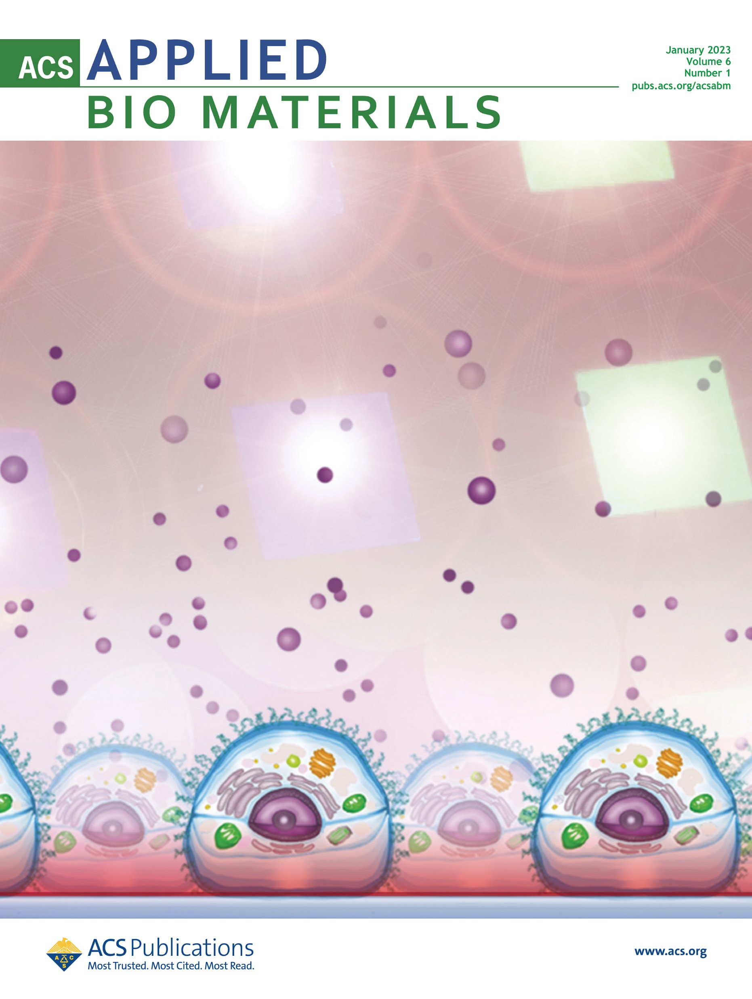 ACS APPLIED
BIO MATERIALS
January 2023
Volume 6
Number 1
pubs.acs.org/acsabm
A C S
ACS Publications
Most Trusted. Most Cited. Most Read.
www.acs.org